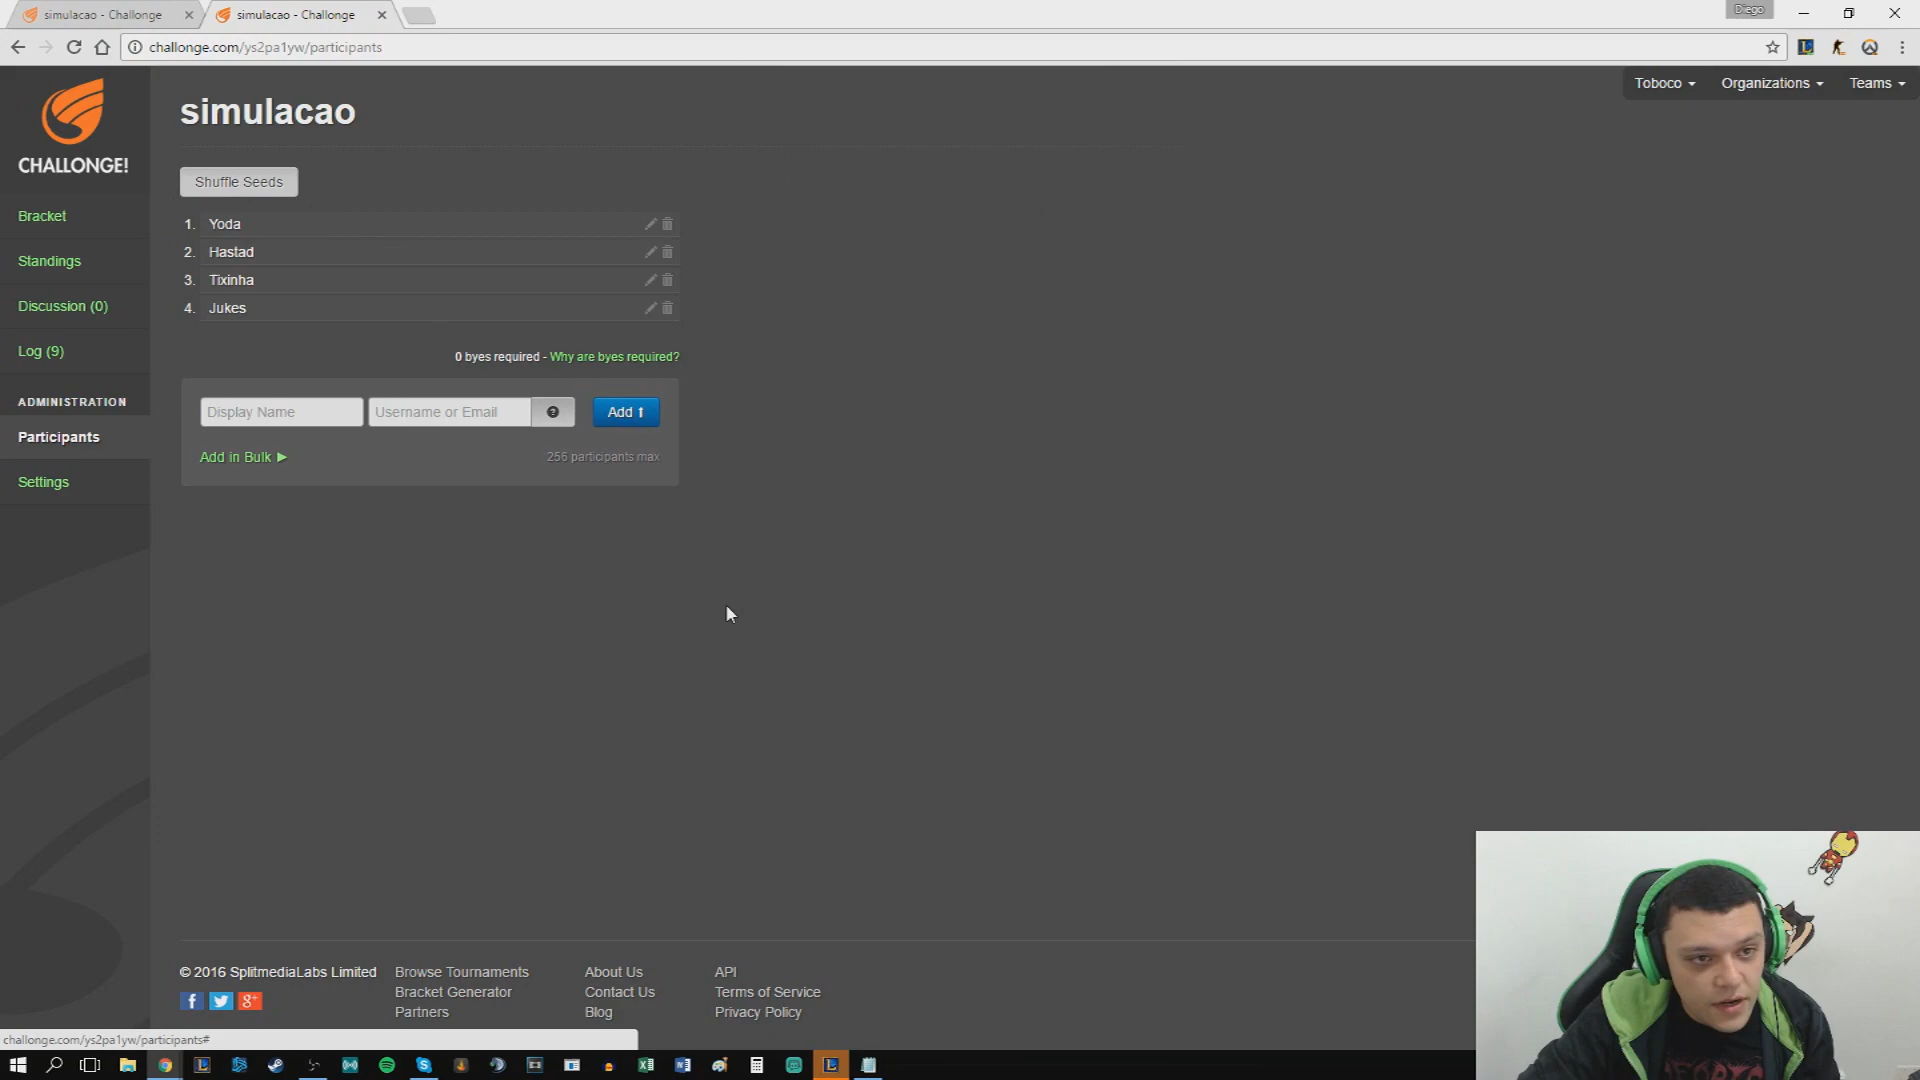 simulacao - Challonge
simulacao - Challonge
Diego
challonge.com/ys2pa1yw/participants
Toboco
Organizations
Teams
CHALLONGE!
simulacao
Shuffle Seeds
1. Yoda
2. Hastad
3. Tixinha
4. Jukes
0 byes required - Why are byes required?
Display Name
Username or Email
Add
Add in Bulk
256 participants max
Bracket
Standings
Discussion (0)
Log (9)
ADMINISTRATION
Participants
Settings
© 2016 SplitmediaLabs Limited
Browse Tournaments
Bracket Generator
Partners
About Us
Contact Us
Blog
API
Terms of Service
Privacy Policy
challonge.com/ys2pa1yw/participants#